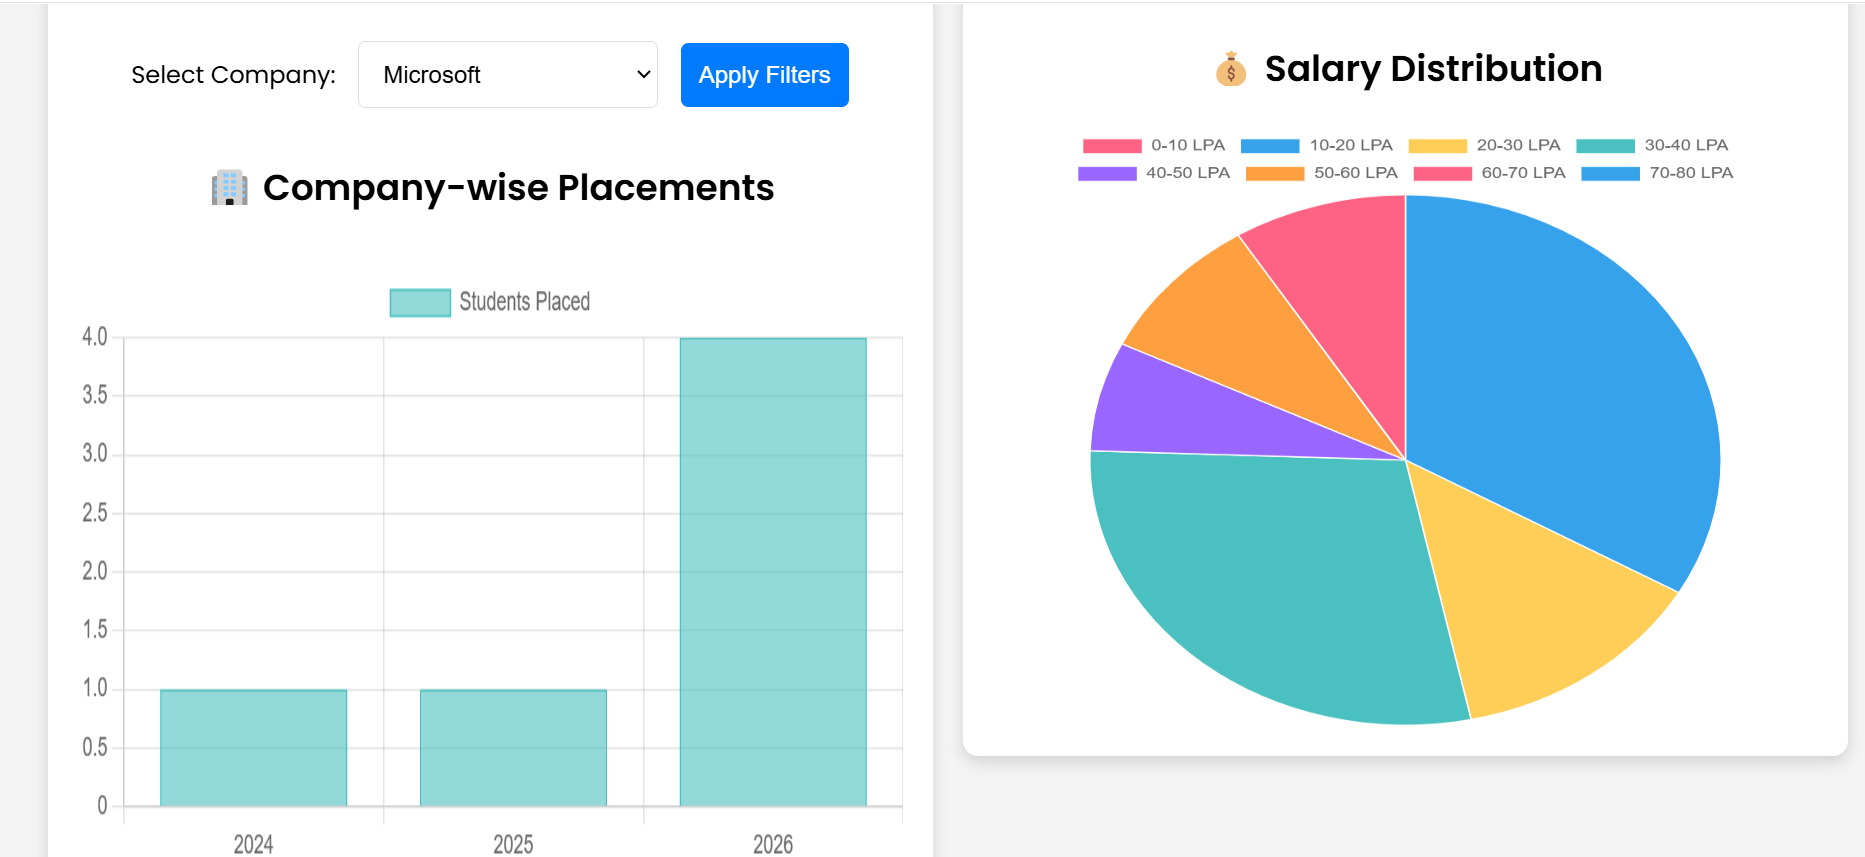 Select Company:
Microsoft
Apply Filters
Company-wise Placements
Students Placed
4.0
3.5
3.0
2.5
2.0
1.5
1.0
0.5
0
2024
2025
2026
$ Salary Distribution
0-10 LPA
10-20 LPA
20-30 LPA
30-40 LPA
40-50 LPA
50-60 LPA
60-70 LPA
70-80 LPA